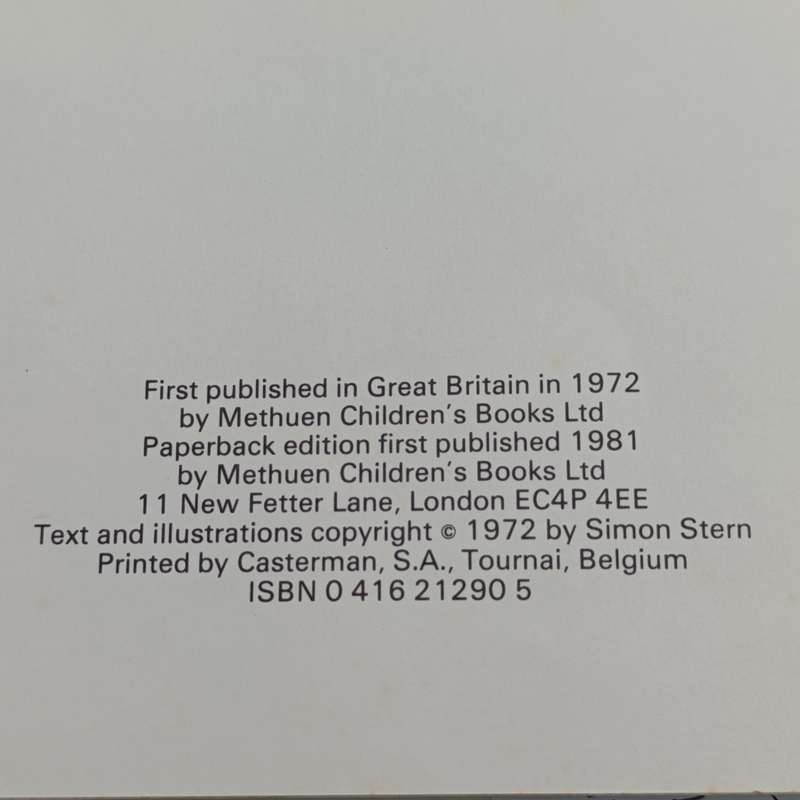 First published in Great Britain in 1972
by Methuen Children's Books Ltd
Paperback edition first published 1981
by Methuen Children's Books Ltd
11 New Fetter Lane, London EC4P 4EE
Text and illustrations copyright © 1972 by Simon Stern
Printed by Casterman, S.A., Tournai, Belgium
ISBN 0 416 21290 5